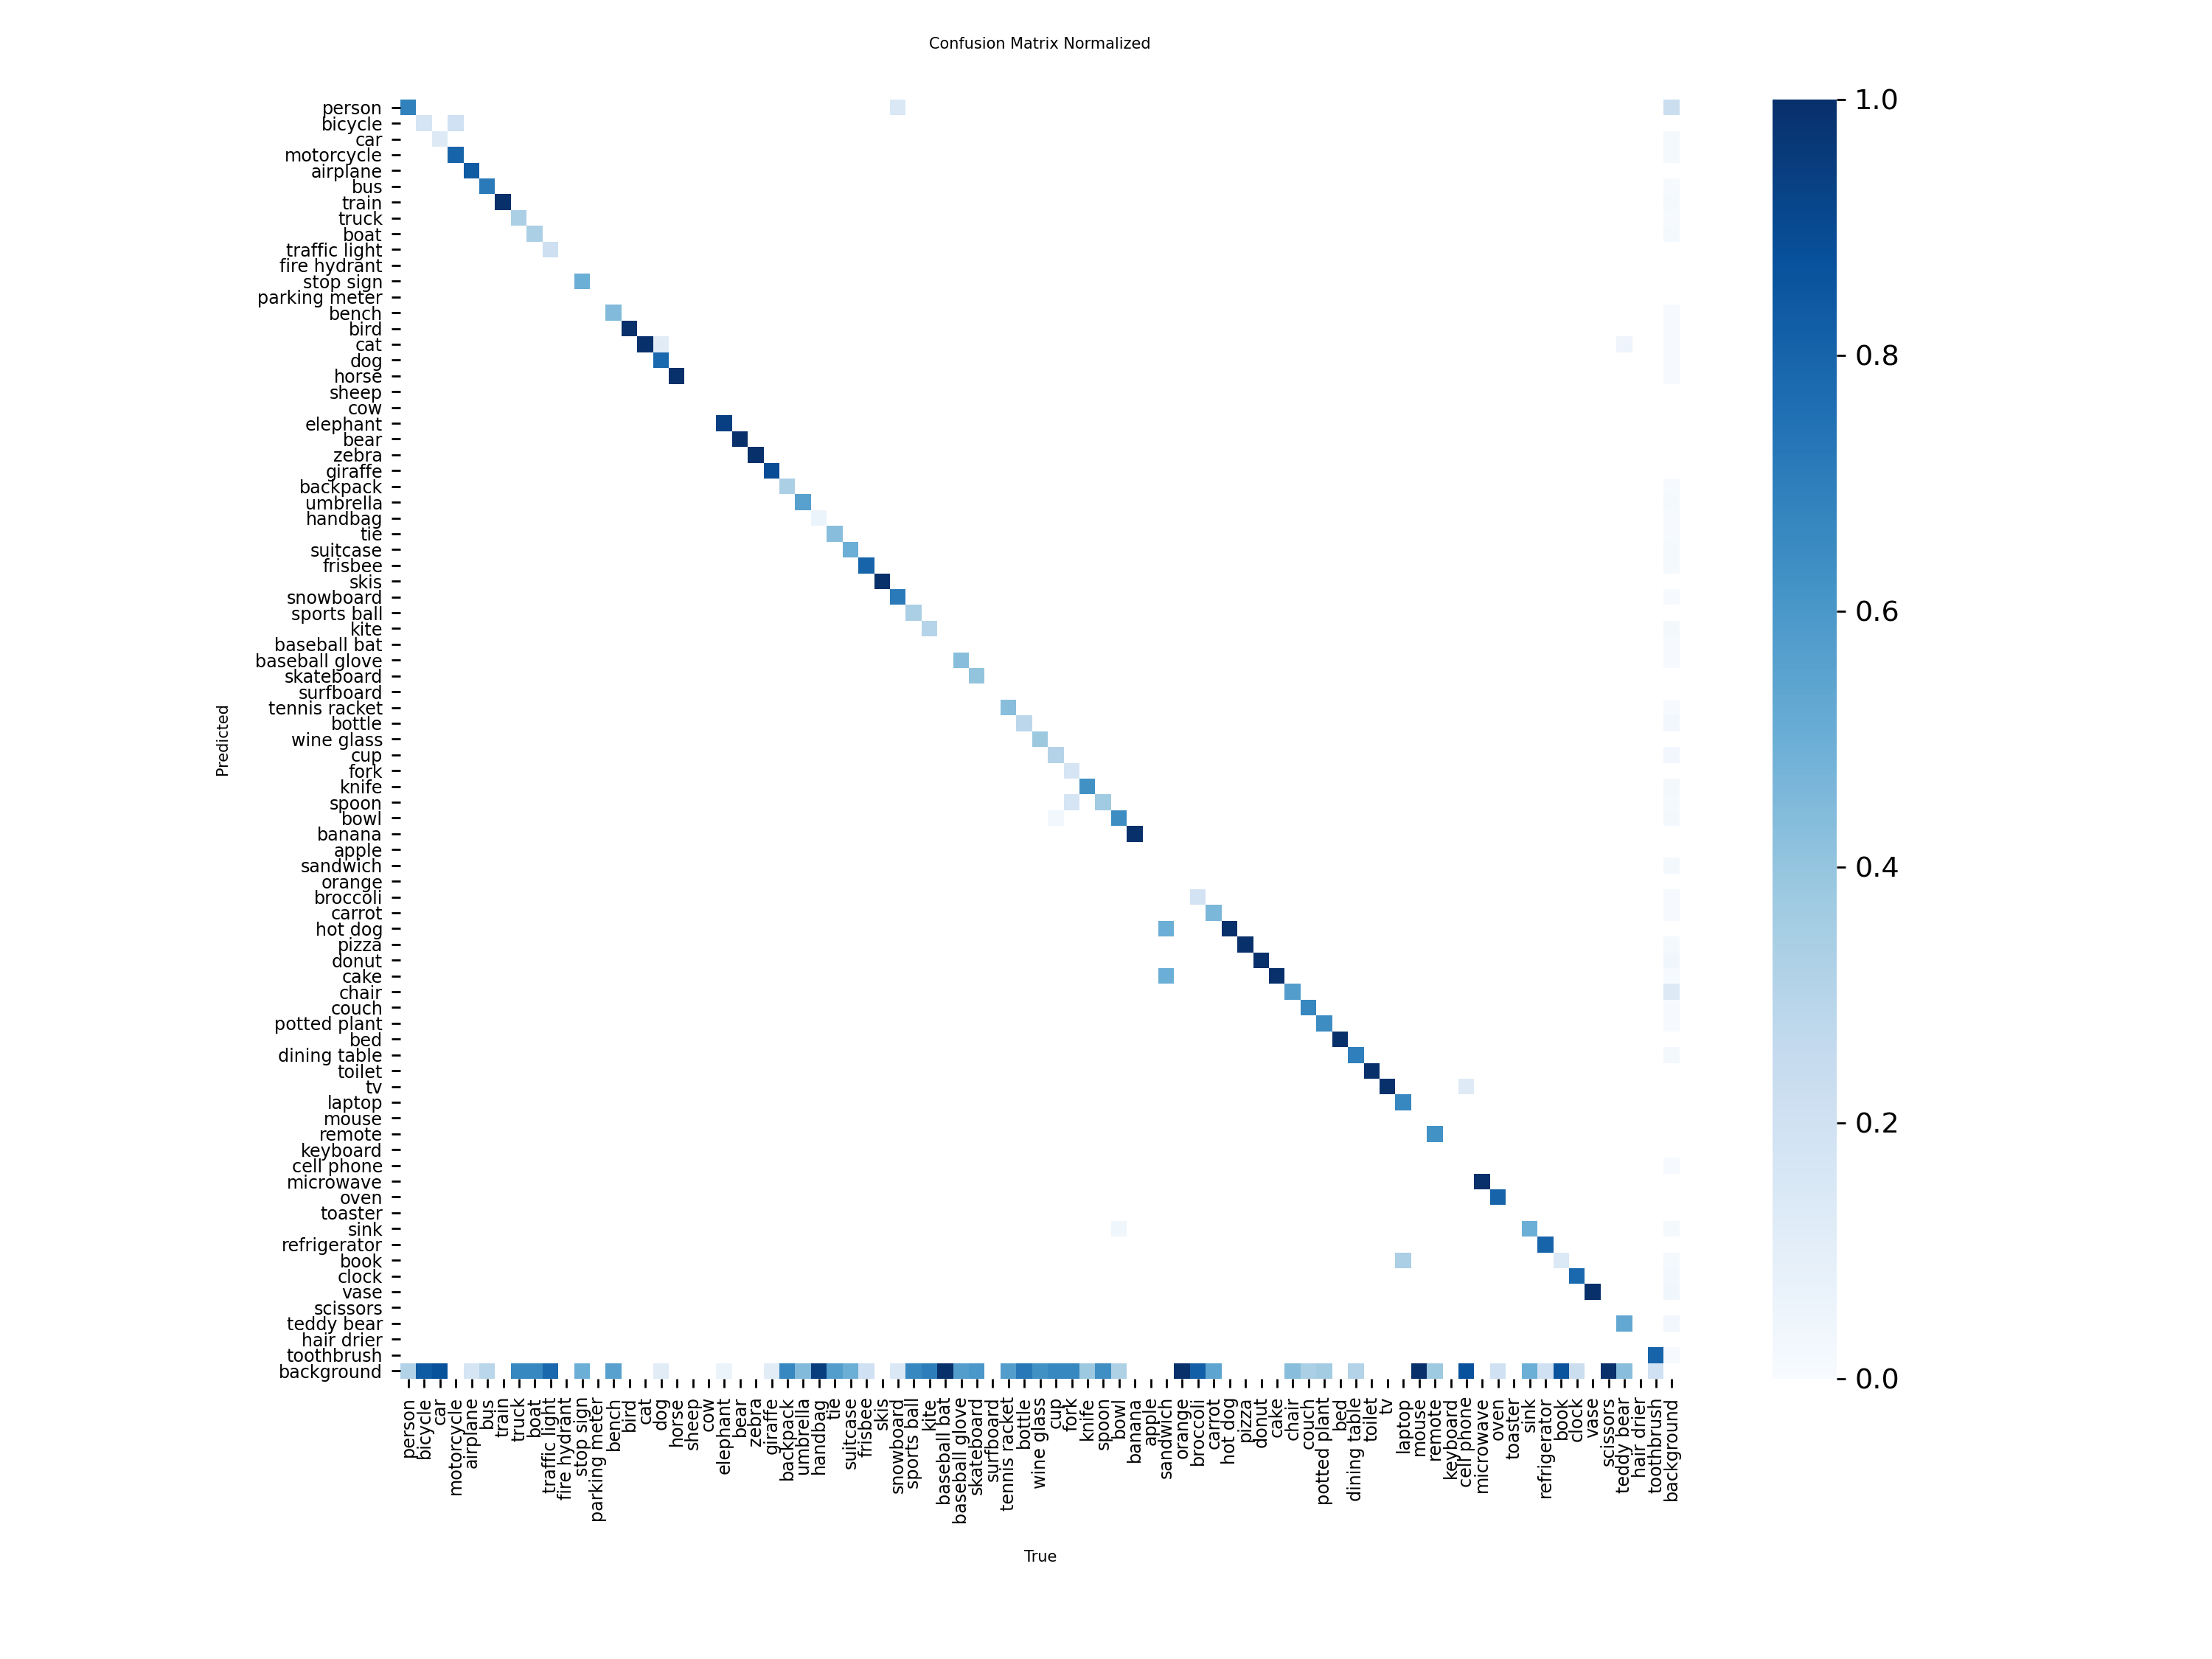 Confusion Matrix Normalized
person
bicycle
car
motorcycle
airplane
bus
train
truck
boat
traffic light
fire hydrant
stop sign
parking meter
bench
bird
cat
dog
horse
sheep
cow
elephant
bear
zebra
giraffe
backpack
umbrella
handbag
tie
suitcase
frisbee
skis
snowboard
sports ball
kite
baseball bat
baseball glove
skateboard
surfboard
tennis racket
bottle
wine glass
cup
fork
knife
spoon
bowl
banana
apple
sandwich
orange
broccoli
carrot
hot dog
pizza
donut
cake
chair
couch
potted plant
bed
dining table
toilet
tv
laptop
mouse
remote
keyboard
cell phone
microwave
oven
toaster
sink
refrigerator
book
clock
vase
scissors
teddy bear
hair drier
toothbrush
background
Predicted
person
bicycle
car
motorcycle
airplane
bus
train
truck
boat
traffic light
fire hydrant
stop sign
parking meter
bench
bird
cat
dog
horse
sheep
cow
elephant
bear
zebra
giraffe
backpack
umbrella
handbag
tie
suitcase
frisbee
skis
snowboard
sports ball
kite
baseball bat
baseball glove
skateboard
surfboard
tennis racket
bottle
wine glass
cup
fork
knife
spoon
bowl
banana
apple
sandwich
orange
broccoli
carrot
hot dog
pizza
donut
cake
chair
couch
potted plant
bed
dining table
toilet
tv
laptop
mouse
remote
keyboard
cell phone
microwave
oven
toaster
sink
refrigerator
book
clock
vase
scissors
teddy bear
hair drier
toothbrush
background
True
1.0
0.8
0.6
0.4
0.2
0.0